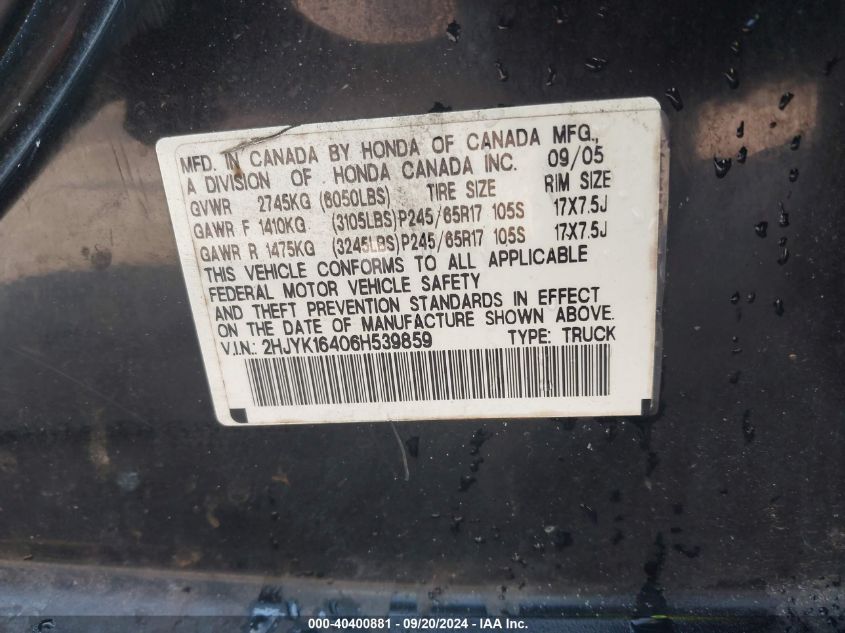 MFD. IN CANADA BY HONDA OF CANADA MFG.,
A DIVISION OF HONDA CANADA INC. 09/05
GVWR 2745KG (6050LBS) TIRE SIZE RIM SIZE
GAWR F 1410KG (3105LBS) P245/65R17 105S 17X7.5J
GAWR R 1475KG (3245LBS) P245/65R17 105S 17X7.5J
THIS VEHICLE CONFORMS TO ALL APPLICABLE
FEDERAL MOTOR VEHICLE SAFETY
AND THEFT PREVENTION STANDARDS IN EFFECT
ON THE DATE OF MANUFACTURE SHOWN ABOVE.
V.I.N.: 2HJYK16406H539859 TYPE: TRUCK
000-40400881 - 09/20/2024 - IAA Inc.